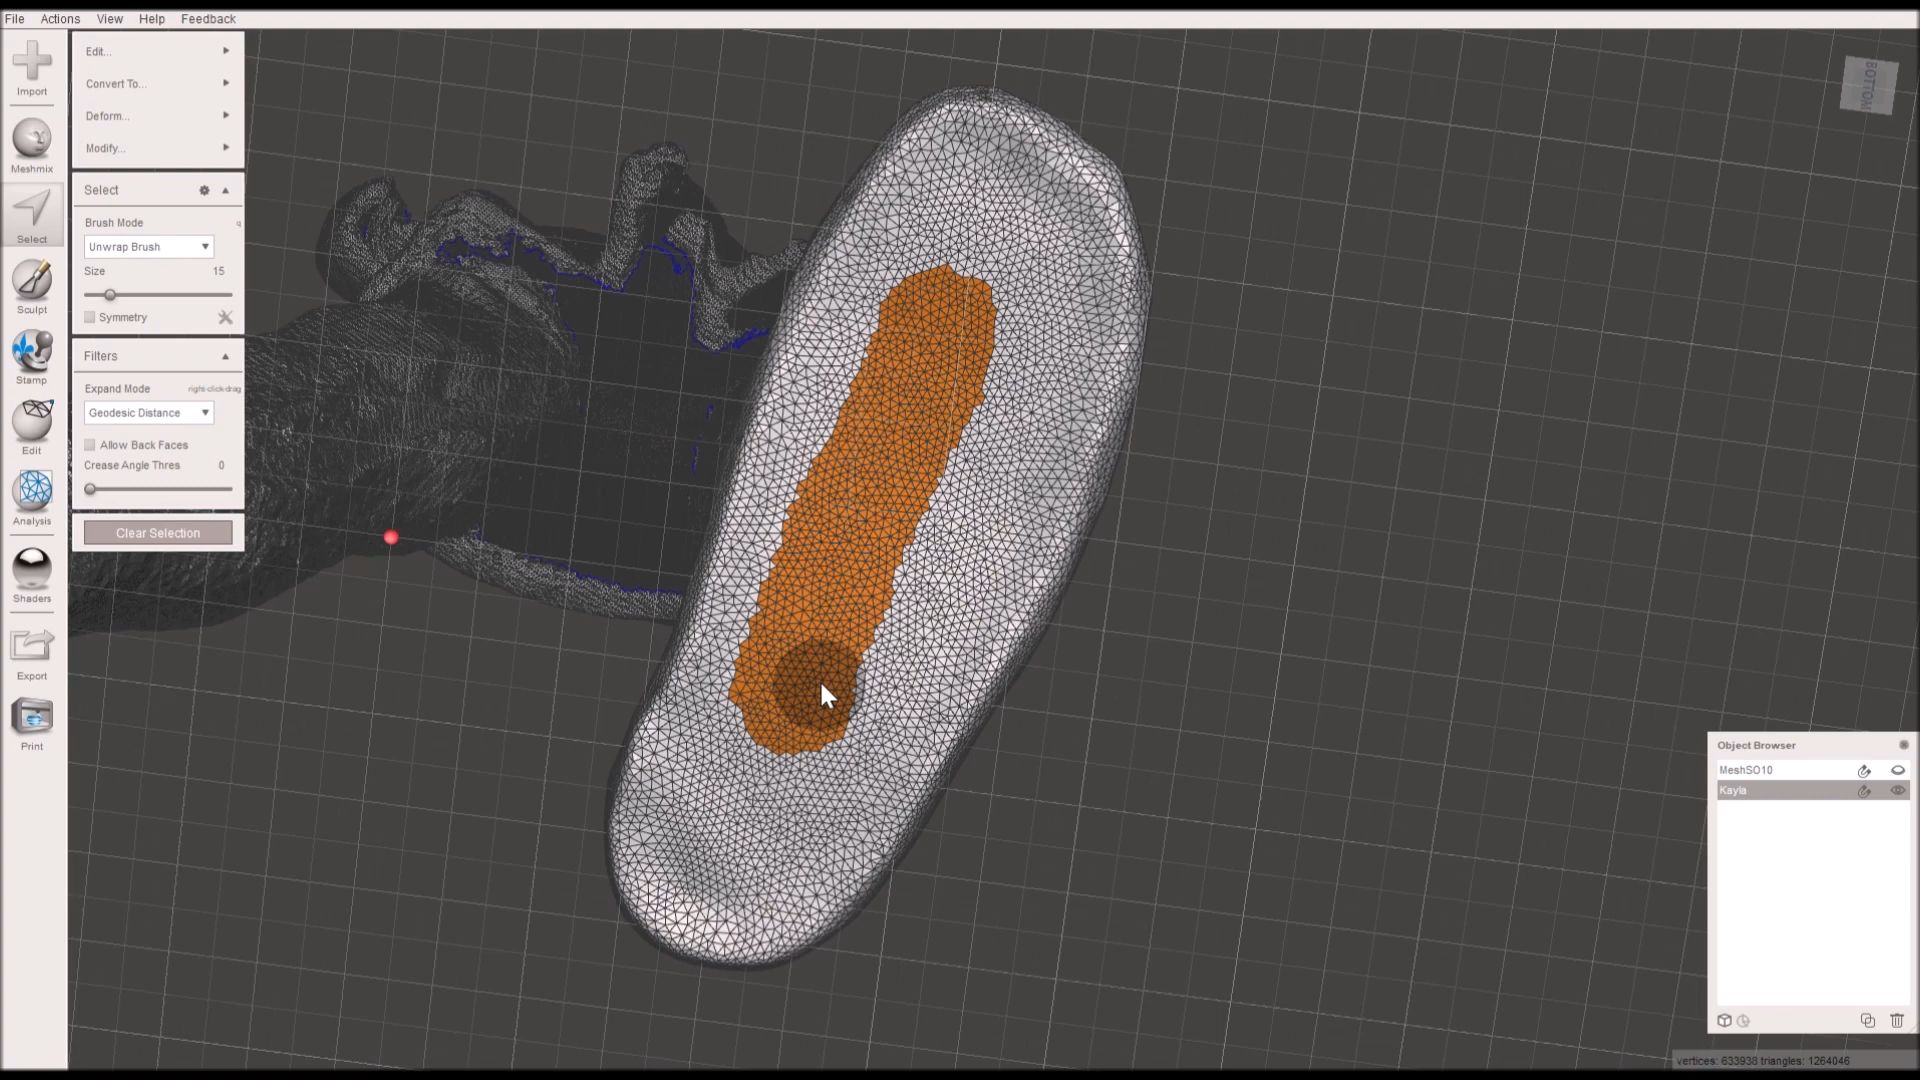 File Actions View Help Feedback
Import
Meshmix
Select
Sculpt
Stamp
Edit
Analysis
Shaders
Export
Print
Edit...
Convert To...
Deform...
Modify...
Select
Brush Mode q
Unwrap Brush
Size 15
Symmetry
Filters
Expand Mode right-click-drag
Geodesic Distance
Allow Back Faces
Crease Angle Thres 0
Clear Selection
BOTTOM
Object Browser
MeshSO10
Kayla
vertices: 633938 triangles: 1264046